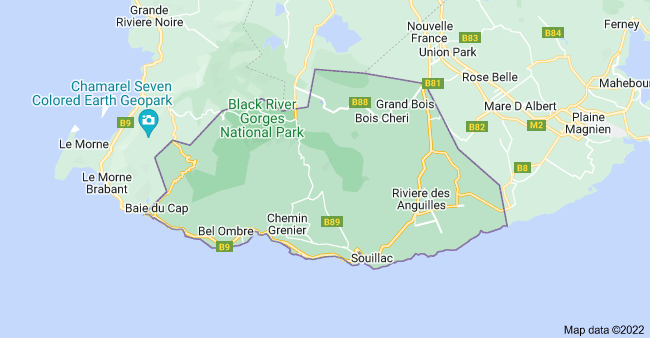 Grande
Riviere Noire
Nouvelle
France
B83
B84
Ferney
Union Park
Chamarel Seven
Colored Earth Geopark
B81
Rose Belle
Mahebou
Black River
Gorges
National Park
B88
Grand Bois
Mare D Albert
B9
Bois Cheri
B82
M2
Plaine
Magnien
Le Morne
B8
Le Morne
Brabant
Riviere des
Anguilles
Baie du Cap
Chemin
Grenier
B89
Bel Ombre
B9
Souillac
Map data ©2022